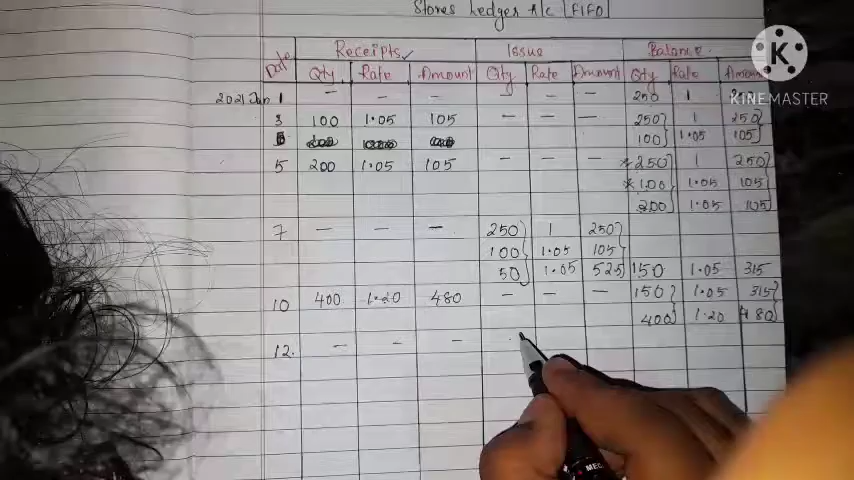 Stores Ledger A/c [FIFO]
Receipts Issue Balance
Date Qty Rate Amount Qty Rate Amount Qty Rate Amount
2021 Jan 1 - - - - - - 250 1 250
3 100 1.05 105 - - - 250 1 250
100 1.05 105
5 200 1.05 105 - - - *250 1 250
*100 1.05 105
200 1.05 105
7 - - - 250 1 250
100 1.05 105
50 1.05 525 150 1.05 315
10 400 1.20 480 - - - 150 1.05 315
400 1.20 480
12. - - -
KINEMASTER